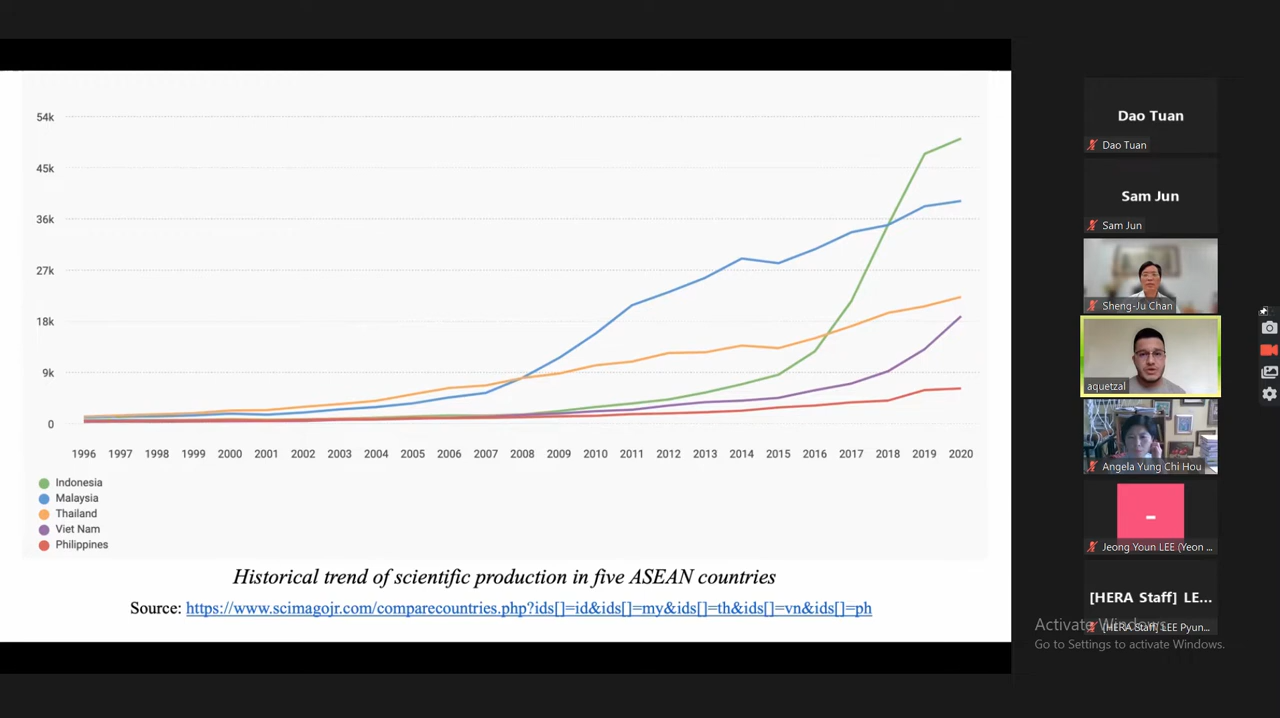 54k
45k
36k
27k
18k
9k
0
1996 1997 1998 1999 2000 2001 2002 2003 2004 2005 2006 2007 2008 2009 2010 2011 2012 2013 2014 2015 2016 2017 2018 2019 2020
Indonesia
Malaysia
Thailand
Viet Nam
Philippines
Historical trend of scientific production in five ASEAN countries
Source: https://www.scimagojr.com/comparecountries.php?ids[]=id&ids[]=my&ids[]=th&ids[]=vn&ids[]=ph
Dao Tuan
Dao Tuan
Sam Jun
Sam Jun
Sheng-Ju Chan
aquetzal
Angela Yung Chi Hou
-
Jeong Youn LEE (Yeon ...
[HERA Staff] LE...
[HERA Staff] LEE Pyun...
Activate Windows
Go to Settings to activate Windows.